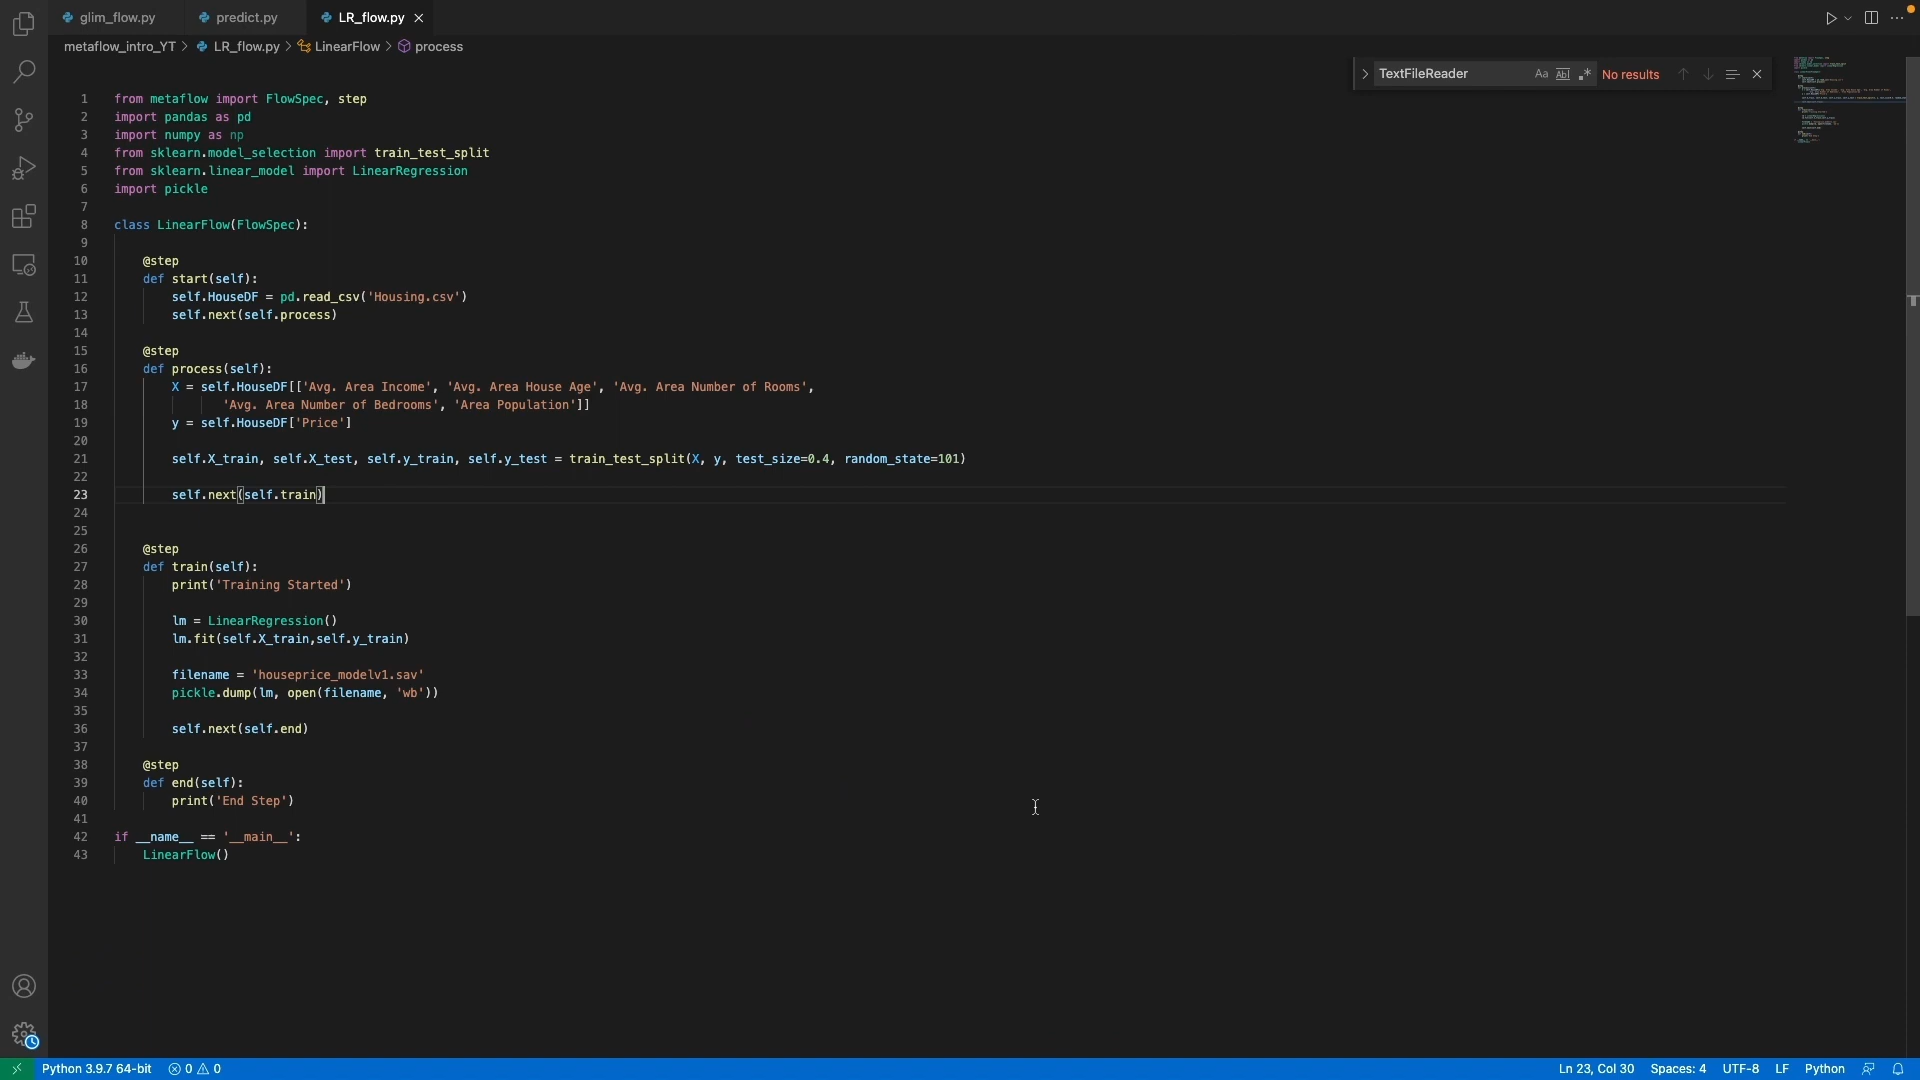 glim_flow.py predict.py LR_flow.py
metaflow_intro_YT > LR_flow.py > LinearFlow > process
TextFileReader Aa Abl .* No results
1 from metaflow import FlowSpec, step
2 import pandas as pd
3 import numpy as np
4 from sklearn.model_selection import train_test_split
5 from sklearn.linear_model import LinearRegression
6 import pickle
7
8 class LinearFlow(FlowSpec):
9
10 @step
11 def start(self):
12 self.HouseDF = pd.read_csv('Housing.csv')
13 self.next(self.process)
14
15 @step
16 def process(self):
17 X = self.HouseDF[['Avg. Area Income', 'Avg. Area House Age', 'Avg. Area Number of Rooms',
18 'Avg. Area Number of Bedrooms', 'Area Population']]
19 y = self.HouseDF['Price']
20
21 self.X_train, self.X_test, self.y_train, self.y_test = train_test_split(X, y, test_size=0.4, random_state=101)
22
23 self.next(self.train)
24
25
26 @step
27 def train(self):
28 print('Training Started')
29
30 lm = LinearRegression()
31 lm.fit(self.X_train,self.y_train)
32
33 filename = 'houseprice_modelv1.sav'
34 pickle.dump(lm, open(filename, 'wb'))
35
36 self.next(self.end)
37
38 @step
39 def end(self):
40 print('End Step')
41
42 if __name__ == '__main__':
43 LinearFlow()
Python 3.9.7 64-bit 0 0 Ln 23, Col 30 Spaces: 4 UTF-8 LF Python